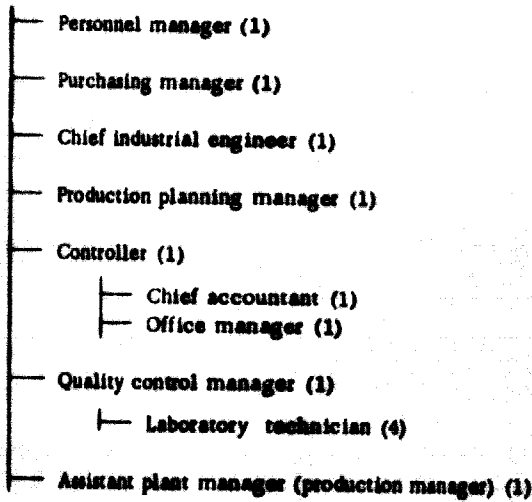 Personnel manager (1)
Purchasing manager (1)
Chief industrial engineer (1)
Production planning manager (1)
Controller (1)
Chief accountant (1)
Office manager (1)
Quality control manager (1)
Laboratory technician (4)
Assistant plant manager (production manager) (1)